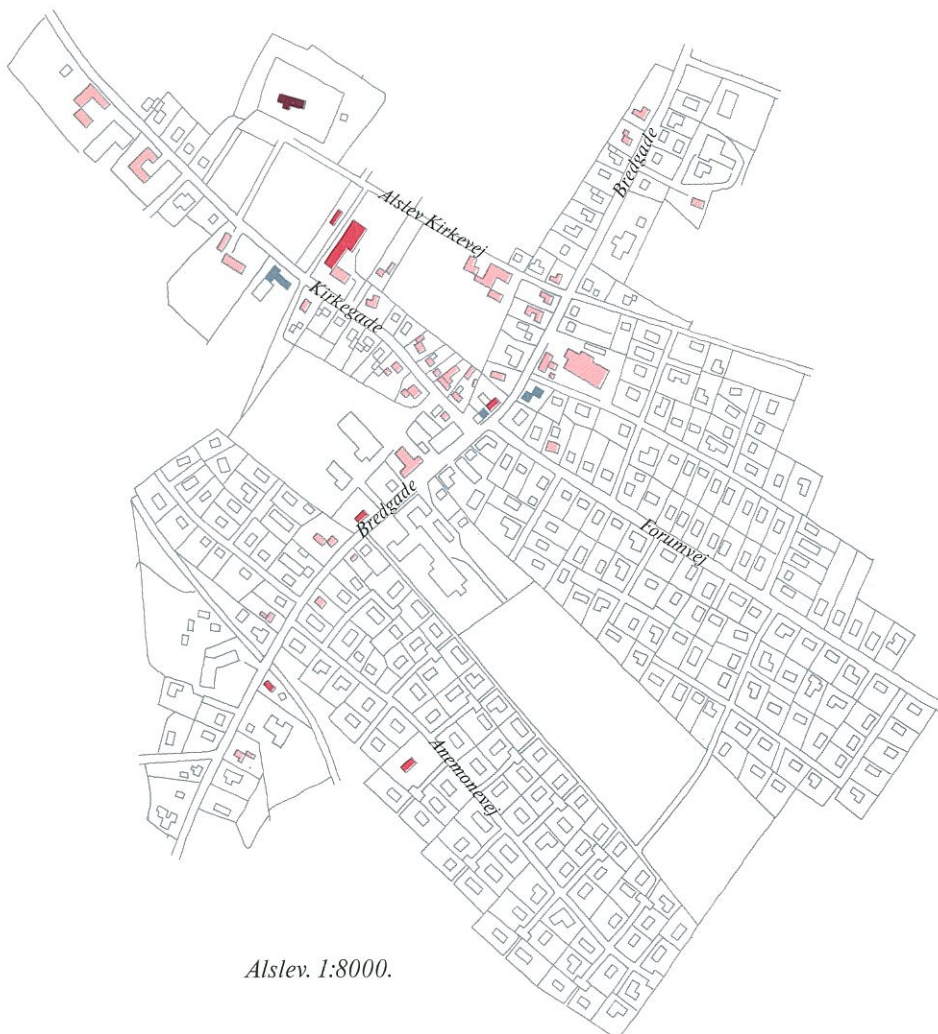 Bredgade
Alslev Kirkevej
Kirkegade
Bredgade
Forumvej
Anemonevej
Alslev. 1:8000.